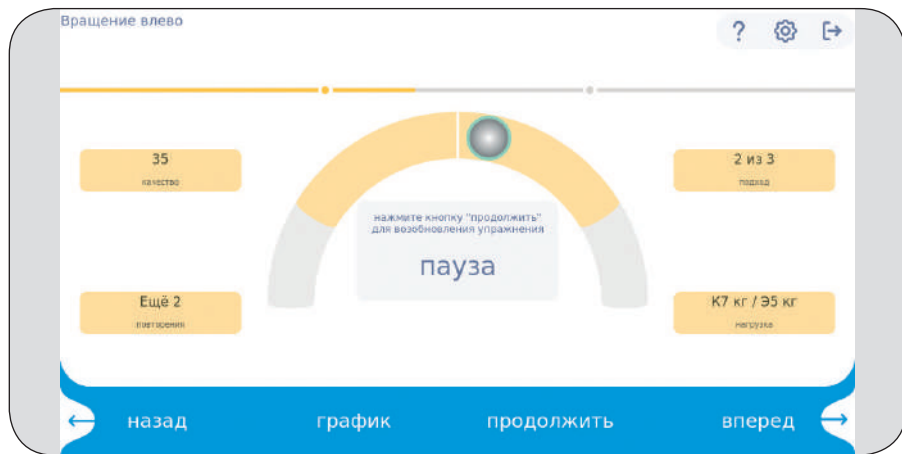 Вращение влево
?
35
качество
2 из 3
подход
нажмите кнопку "продолжить"
для возобновления упражнения
пауза
Ещё 2
повторения
К7 кг / Э5 кг
нагрузка
назад
график
продолжить
вперед